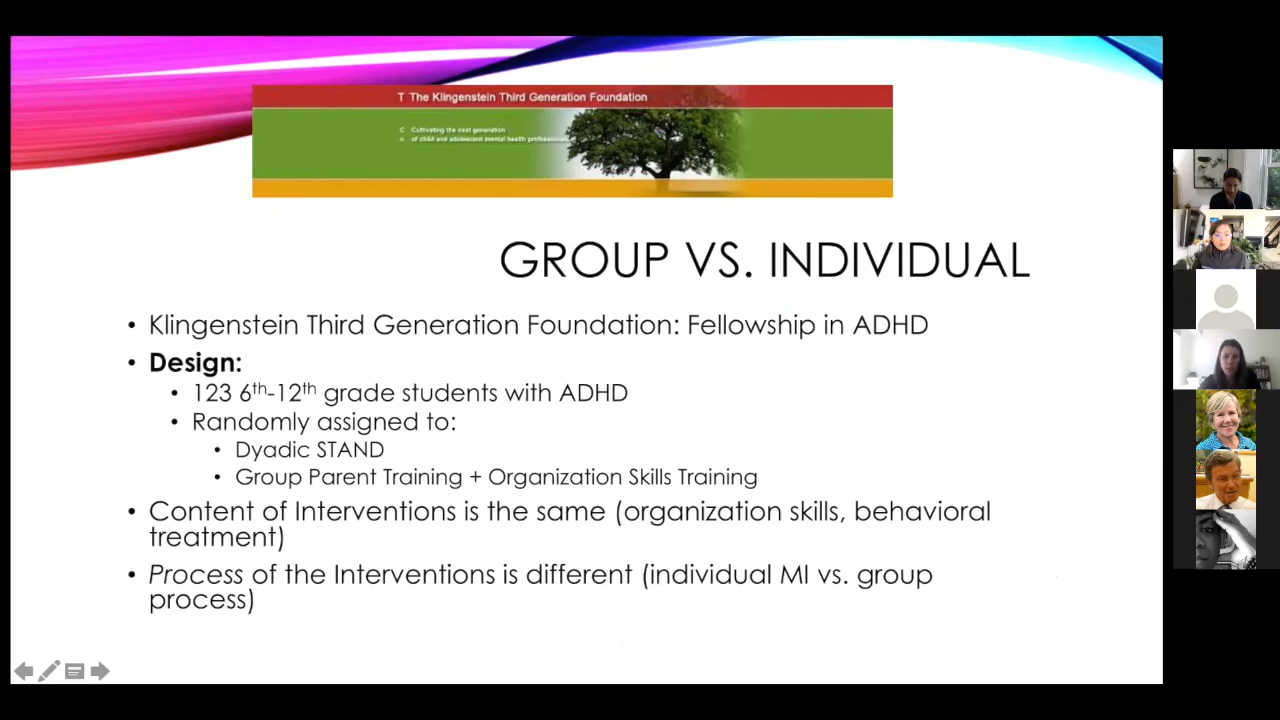 T The Klingenstein Third Generation Foundation
C Cultivating the next generation
of child and adolescent mental health professionals
GROUP VS. INDIVIDUAL
• Klingenstein Third Generation Foundation: Fellowship in ADHD
• Design:
• 123 6th-12th grade students with ADHD
• Randomly assigned to:
• Dyadic STAND
• Group Parent Training + Organization Skills Training
• Content of Interventions is the same (organization skills, behavioral
treatment)
• Process of the Interventions is different (individual MI vs. group
process)